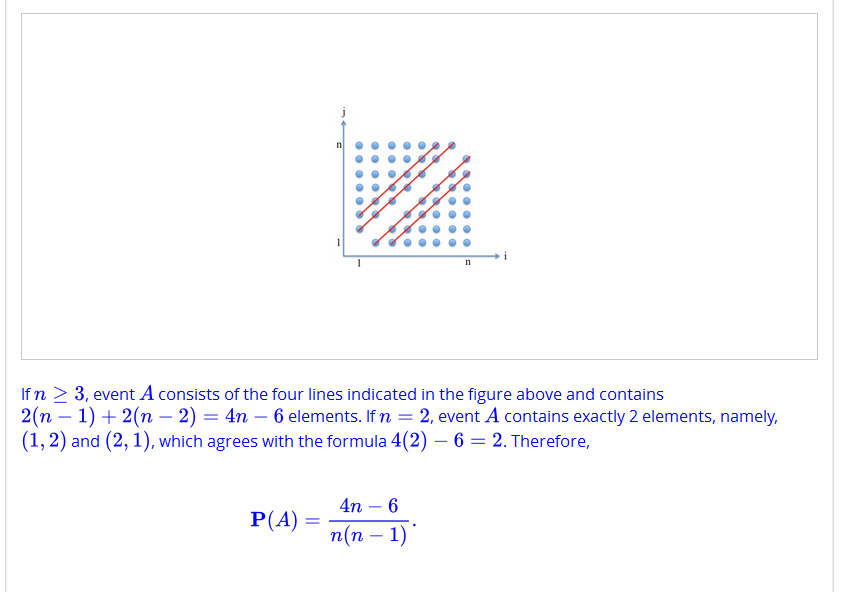 j
n
1
i
1
n
If n ≥ 3, event A consists of the four lines indicated in the figure above and contains
2(n − 1) + 2(n − 2) = 4n − 6 elements. If n = 2, event A contains exactly 2 elements, namely,
(1, 2) and (2, 1), which agrees with the formula 4(2) − 6 = 2. Therefore,
P(A) = \frac{4n − 6}{n(n − 1)}.